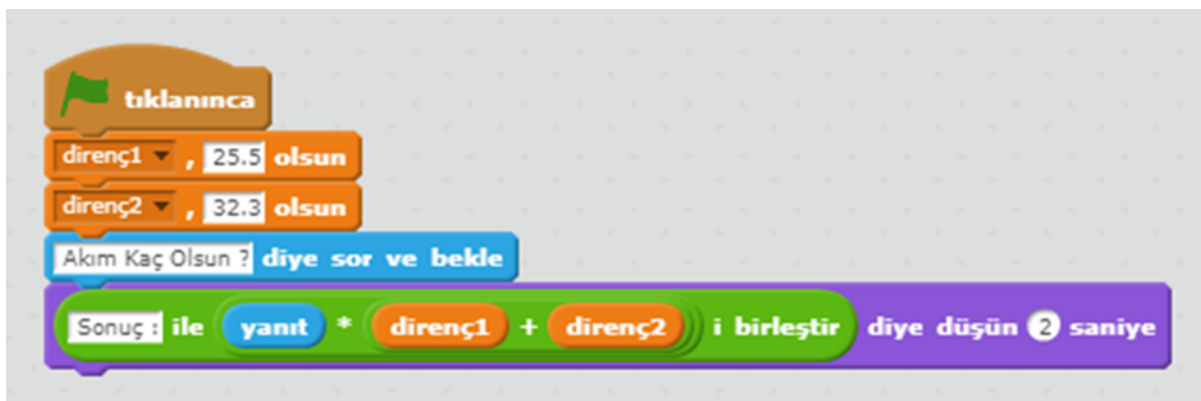 tıklanınca
direnç1 , 25.5 olsun
direnç2 , 32.3 olsun
Akım Kaç Olsun ? diye sor ve bekle
Sonuç : ile yanıt * direnç1 + direnç2 i birleştir diye düşün 2 saniye